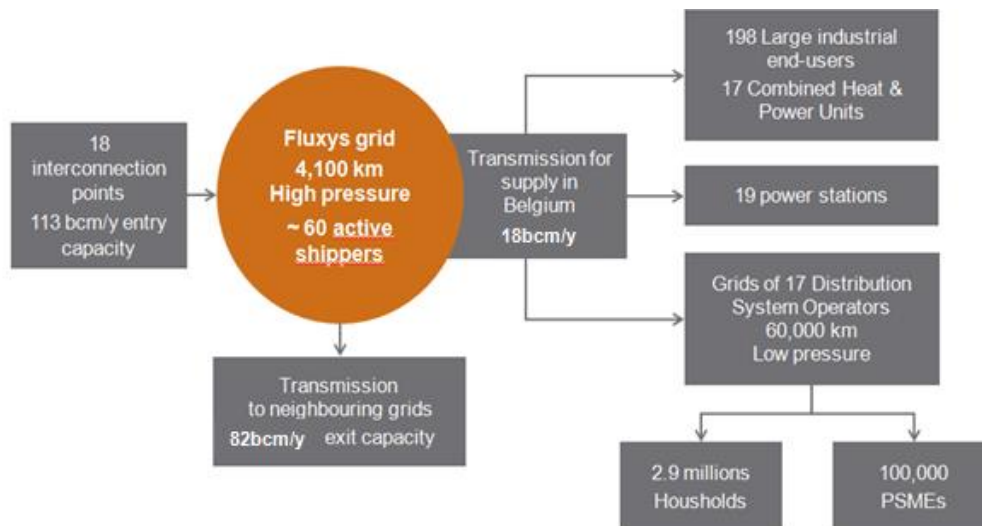 18
interconnection
points
113 bcm/y entry
capacity
Fluxys grid
4,100 km
High pressure
~ 60 active
shippers
Transmission
to neighbouring grids
82bcm/y exit capacity
Transmission for
supply in
Belgium
18bcm/y
198 Large industrial
end-users
17 Combined Heat &
Power Units
19 power stations
Grids of 17 Distribution
System Operators
60,000 km
Low pressure
2.9 millions
Housholds
100,000
PSMEs